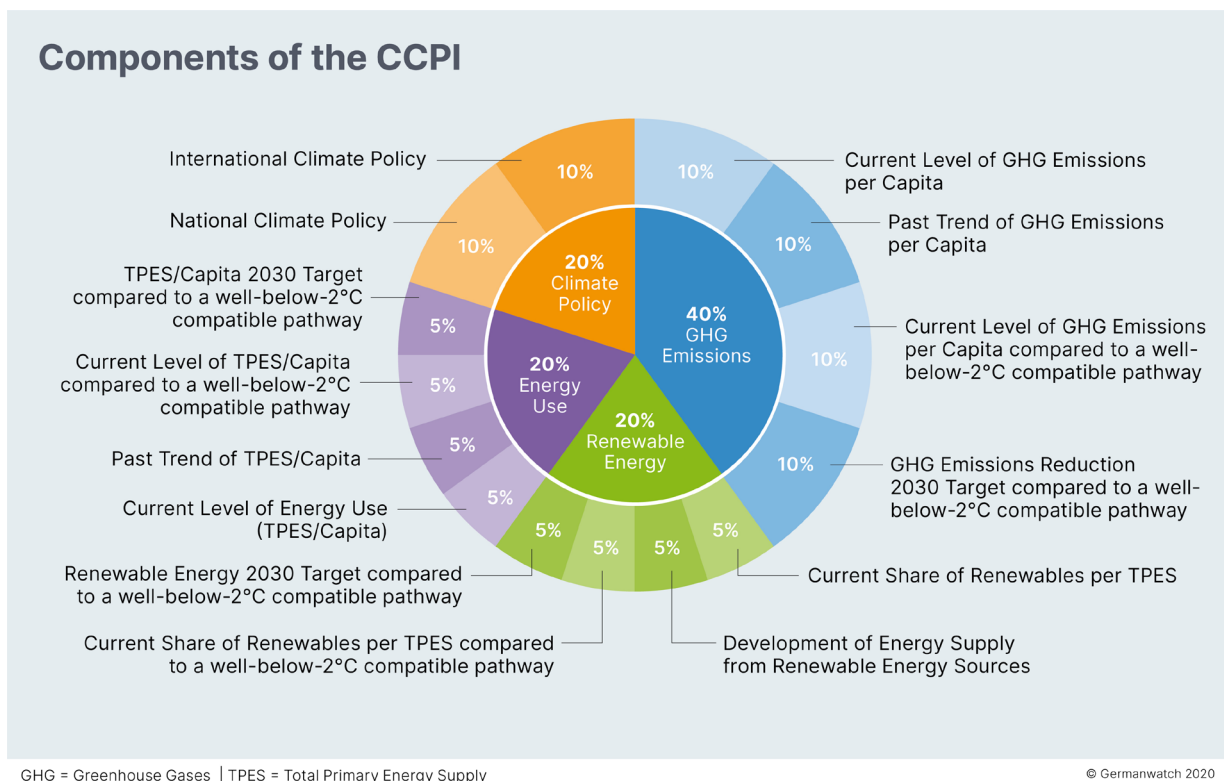 Components of the CCPI
International Climate Policy
National Climate Policy
TPES/Capita 2030 Target
compared to a well-below-2°C
compatible pathway
Current Level of TPES/Capita
compared to a well-below-2°C
compatible pathway
Past Trend of TPES/Capita
Current Level of Energy Use
(TPES/Capita)
Renewable Energy 2030 Target compared
to a well-below-2°C compatible pathway
Current Share of Renewables per TPES compared
to a well-below-2°C compatible pathway
10%
10%
5%
5%
5%
5%
5%
5%
5%
5%
10%
10%
10%
10%
20%
Climate
Policy
40%
GHG
Emissions
20%
Energy
Use
20%
Renewable
Energy
Current Level of GHG Emissions
per Capita
Past Trend of GHG Emissions
per Capita
Current Level of GHG Emissions
per Capita compared to a well-
below-2°C compatible pathway
GHG Emissions Reduction
2030 Target compared to a well-
below-2°C compatible pathway
Current Share of Renewables per TPES
Development of Energy Supply
from Renewable Energy Sources
GHG = Greenhouse Gases | TPES = Total Primary Energy Supply
© Germanwatch 2020